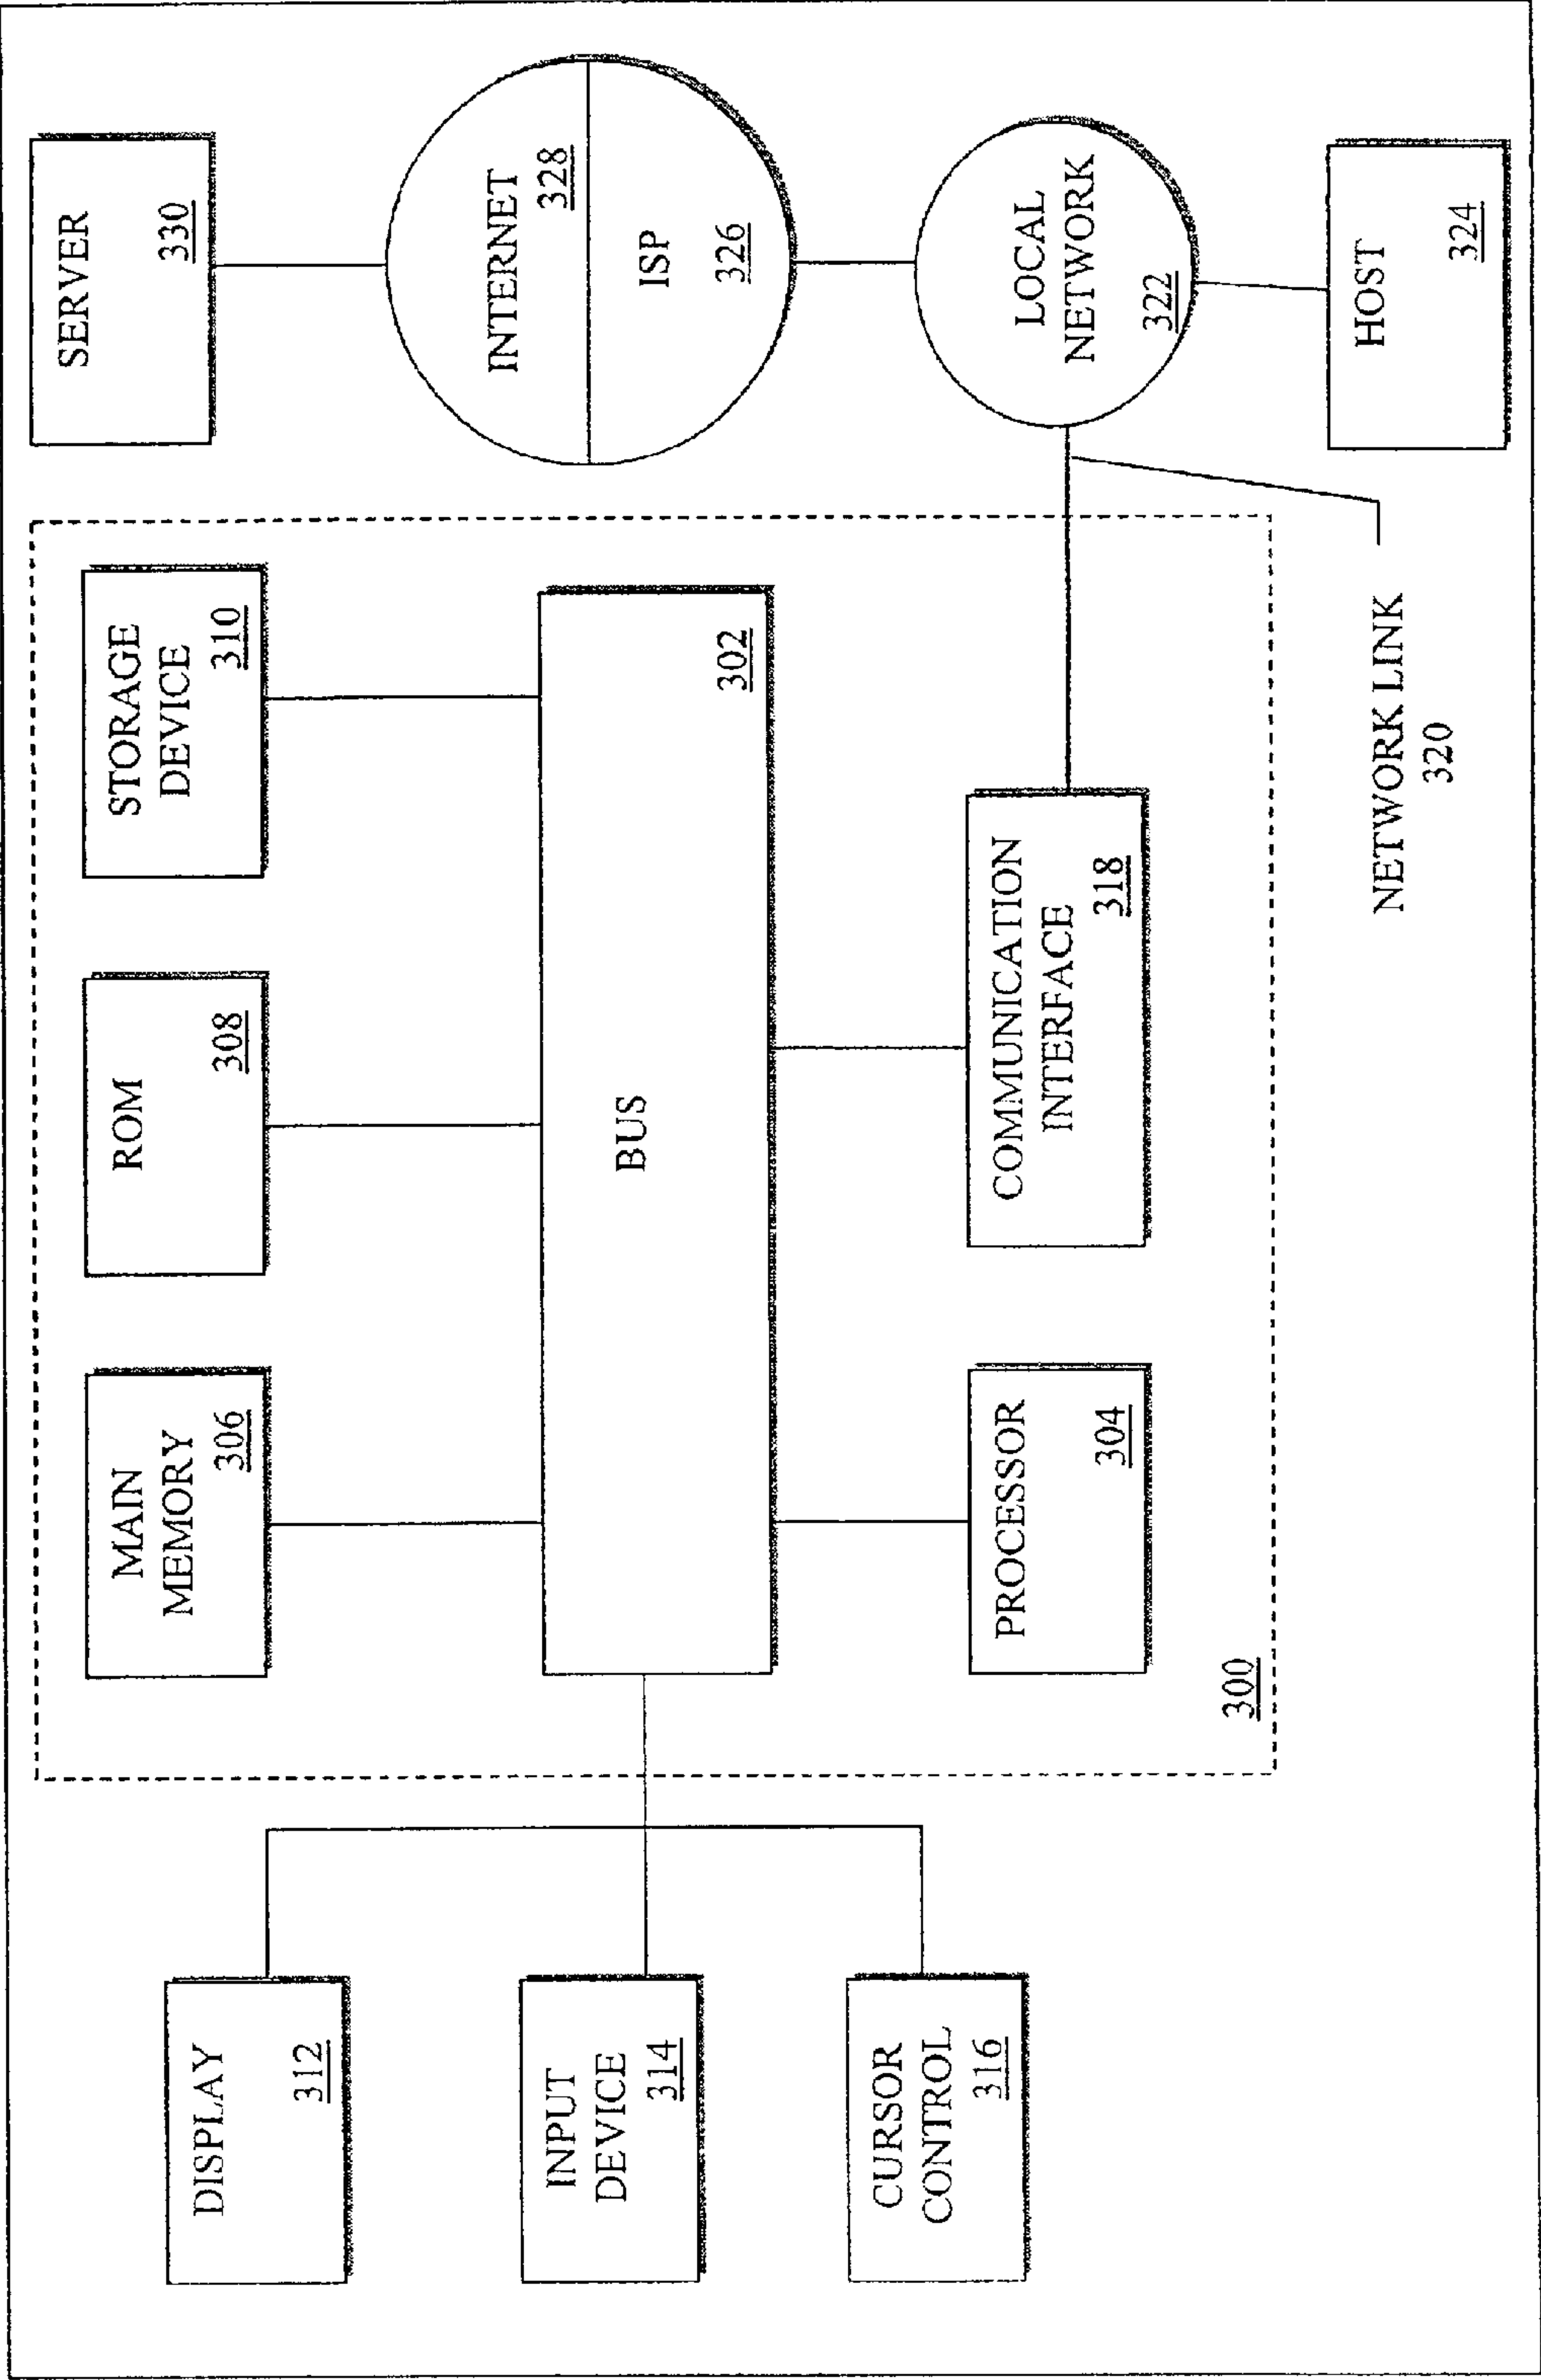 DISPLAY
312
INPUT
DEVICE
314
CURSOR
CONTROL
316
MAIN
MEMORY
306
ROM
308
STORAGE
DEVICE
310
BUS
302
PROCESSOR
304
COMMUNICATION
INTERFACE
318
300
SERVER
330
INTERNET
328
ISP
326
LOCAL
NETWORK
322
HOST
324
NETWORK LINK
320